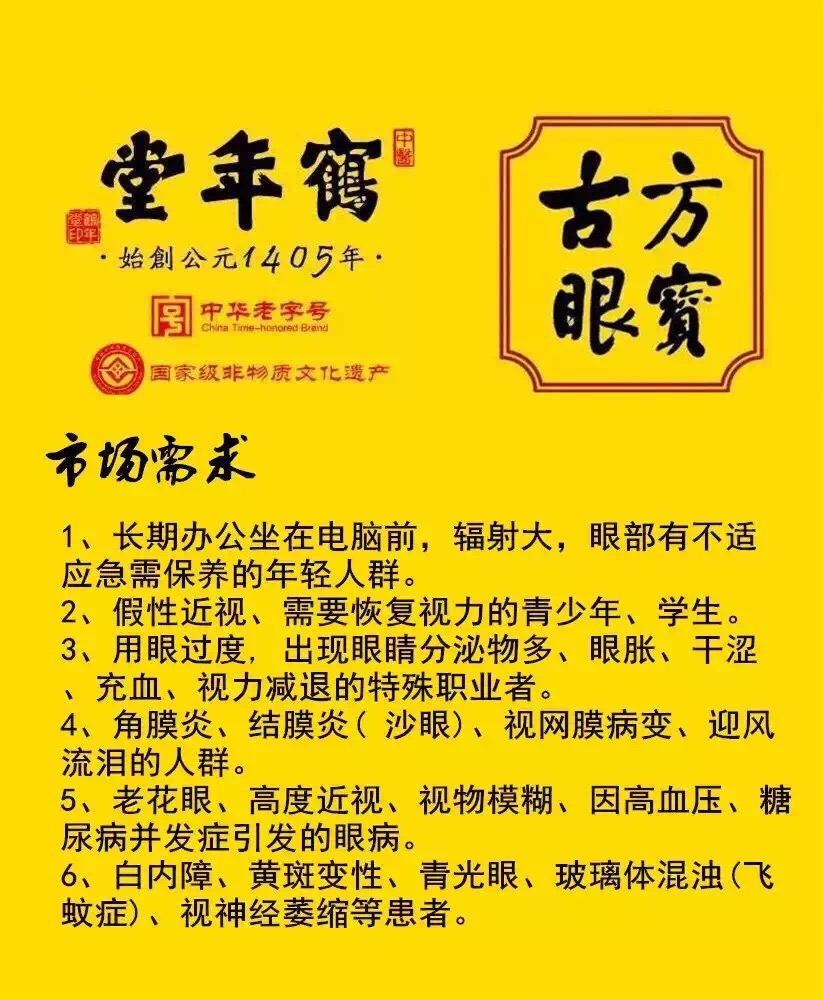 鶴年堂
中醫
鶴年堂印
·始創公元1405年·
中华老字号
China Time-honored Brand
国家级非物质文化遗产
古方
眼寶
市场需求
1、长期办公坐在电脑前，辐射大，眼部有不适
应急需保养的年轻人群。
2、假性近视、需要恢复视力的青少年、学生。
3、用眼过度, 出现眼睛分泌物多、眼胀、干涩
、充血、视力减退的特殊职业者。
4、角膜炎、结膜炎( 沙眼)、视网膜病变、迎风
流泪的人群。
5、老花眼、高度近视、视物模糊、因高血压、糖
尿病并发症引发的眼病。
6、白内障、黄斑变性、青光眼、玻璃体混浊(飞
蚊症)、视神经萎缩等患者。